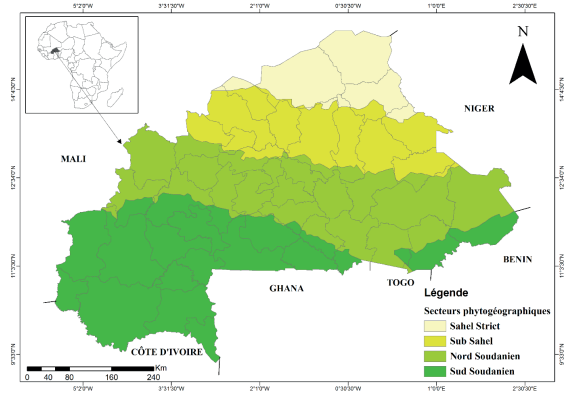 5°2'0"W 3°31'30"W 2°1'0"W 0°30'30"W 1°0'0"E 2°30'30"E
N
14°4'30"N 14°4'30"N
NIGER
MALI
12°34'0"N 12°34'0"N
BENIN
11°3'30"N 11°3'30"N
TOGO
GHANA
Légende
Secteurs phytogéographiques
Sahel Strict
Sub Sahel
Nord Soudanien
Sud Soudanien
CÔTE D'IVOIRE
9°33'0"N 9°33'0"N
Km
0 40 80 160 240
5°2'0"W 3°31'30"W 2°1'0"W 0°30'30"W 1°0'0"E 2°30'30"E